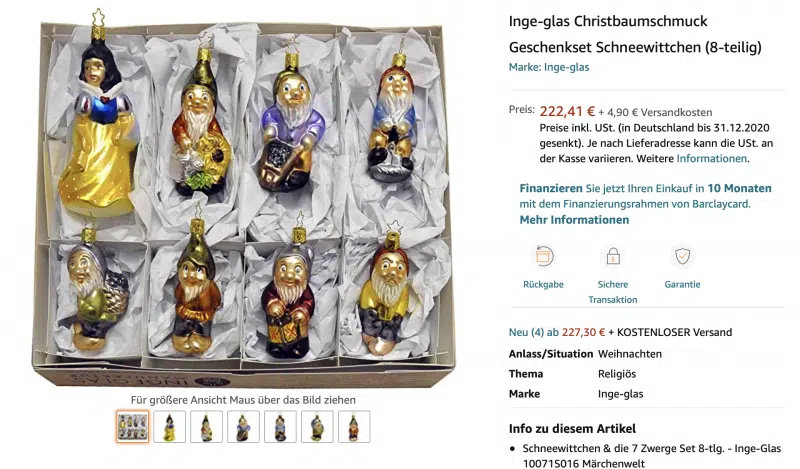 Inge-glas Christbaumschmuck
Geschenkset Schneewittchen (8-teilig)
Marke: Inge-glas
Preis: 222,41 € + 4,90 € Versandkosten
Preise inkl. USt. (in Deutschland bis 31.12.2020
gesenkt). Je nach Lieferadresse kann die USt. an
der Kasse variieren. Weitere Informationen.
Finanzieren Sie jetzt Ihren Einkauf in 10 Monaten
mit dem Finanzierungsrahmen von Barclaycard.
Mehr Informationen
Rückgabe
Sichere
Transaktion
Garantie
Neu (4) ab 227,30 € + KOSTENLOSER Versand
Anlass/Situation Weihnachten
Thema Religiös
Marke Inge-glas
Info zu diesem Artikel
• Schneewittchen & die 7 Zwerge Set 8-tlg. - Inge-Glas
10071S016 Märchenwelt
Für größere Ansicht Maus über das Bild ziehen